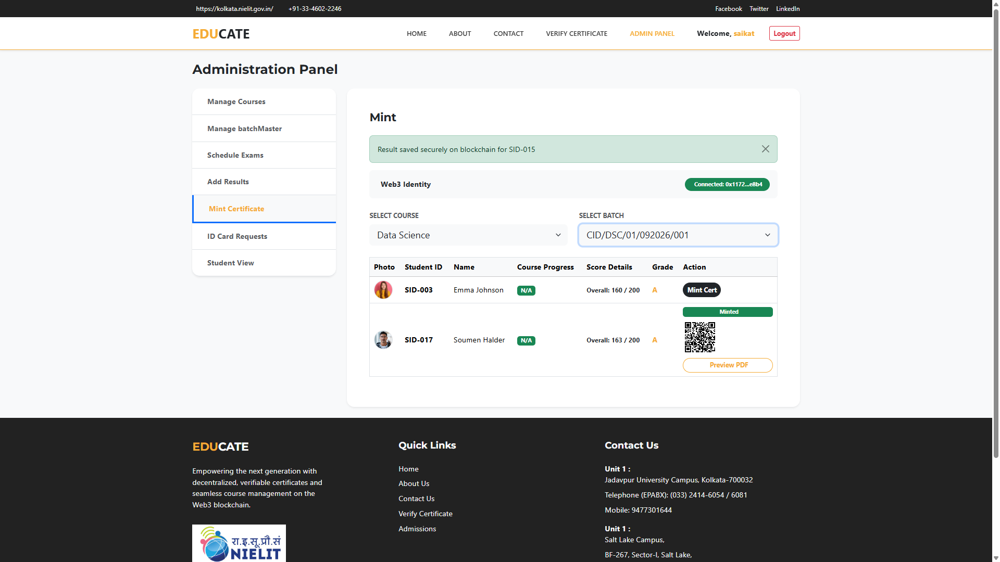 https://kolkata.nielit.gov.in/ +91-33-4602-2246 Facebook Twitter LinkedIn
EDUCATE HOME ABOUT CONTACT VERIFY CERTIFICATE ADMIN PANEL Welcome, saikat Logout
Administration Panel
Manage Courses
Manage batchMaster
Schedule Exams
Add Results
Mint Certificate
ID Card Requests
Student View
Mint
Result saved securely on blockchain for SID-015
Web3 Identity Connected: 0x1172...e8b4
SELECT COURSE SELECT BATCH
Data Science CID/DSC/01/092026/001
Photo Student ID Name Course Progress Score Details Grade Action
SID-003 Emma Johnson N/A Overall: 160 / 200 A Mint Cert
Minted
SID-017 Soumen Halder N/A Overall: 163 / 200 A
Preview PDF
EDUCATE
Empowering the next generation with
decentralized, verifiable certificates and
seamless course management on the
Web3 blockchain.
रा.इ.सू.प्रौ.सं
NIELIT
Quick Links
Home
About Us
Contact Us
Verify Certificate
Admissions
Contact Us
Unit 1 :
Jadavpur University Campus, Kolkata-700032
Telephone (EPABX): (033) 2414-6054 / 6081
Mobile: 9477301644
Unit 1 :
Salt Lake Campus,
BF-267, Sector-I, Salt Lake,